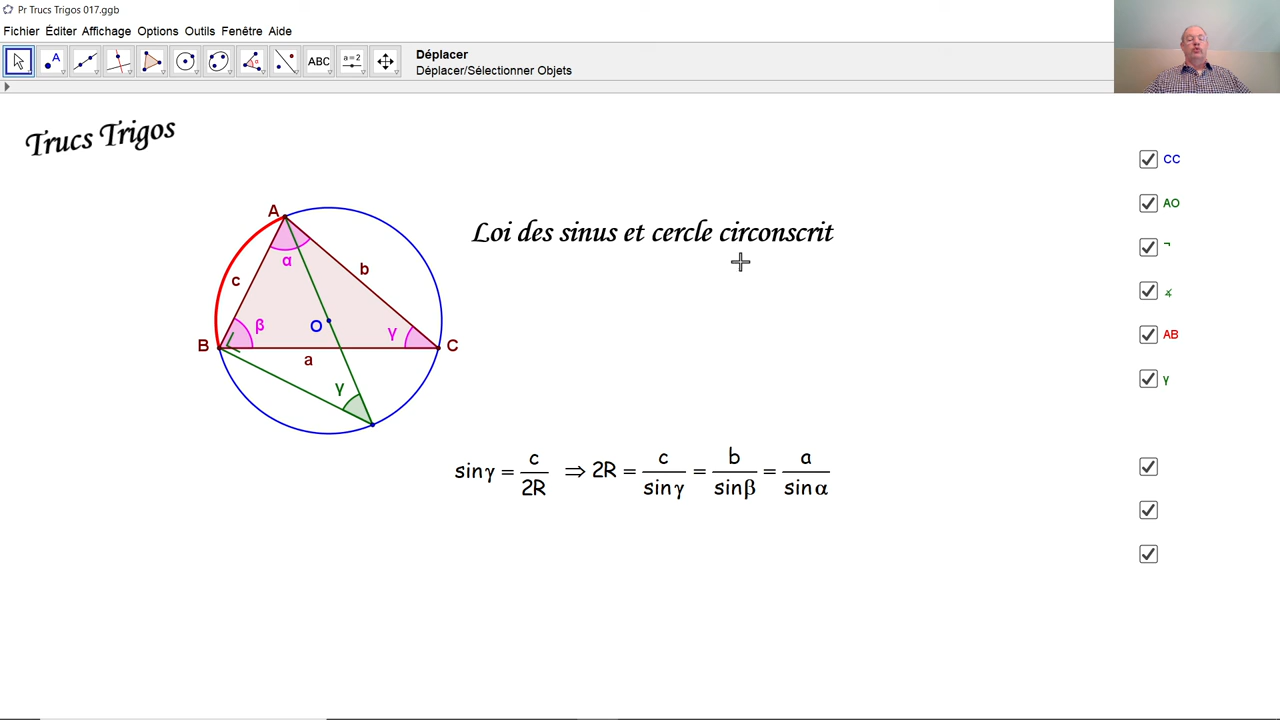 Pr Trucs Trigos 017.ggb
Fichier Éditer Affichage Options Outils Fenêtre Aide
A ABC a=2
Déplacer
Déplacer/Sélectionner Objets
Trucs Trigos
CC
AO
¬
∡
AB
γ
Loi des sinus et cercle circonscrit
A
α
b
c
β
O
γ
B
a
C
γ
sinγ = c/2R ⇒ 2R = c/sinγ = b/sinβ = a/sinα